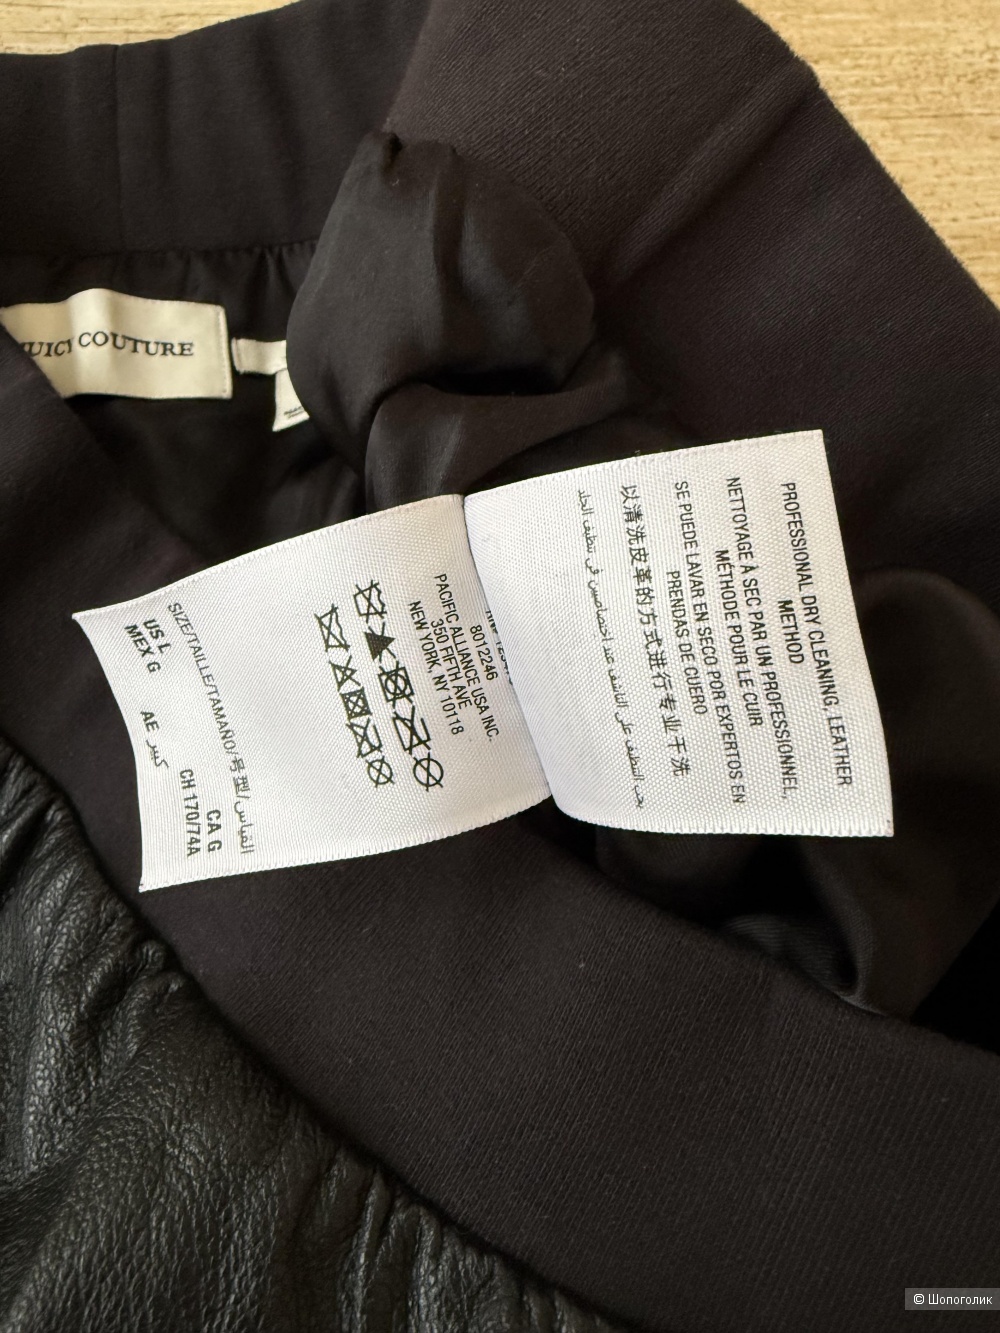 JUICY COUTURE
PROFESSIONAL DRY CLEANING, LEATHER
METHOD
NETTOYAGE À SEC PAR UN PROFESSIONNEL,
MÉTHODE POUR LE CUIR
SE PUEDE LAVAR EN SECO POR EXPERTOS EN
PRENDAS DE CUERO
以清洗皮革的方式进行专业干洗
يجب التنظيف على الناشف عند اختصاصيين في تنظيف الجلد
8012246
PACIFIC ALLIANCE USA INC.
350 FIFTH AVE
NEW YORK, NY 10118
SIZE/TAILLE/TAMAÑO/号型/القياس
US L
AE كبير
CA G
MEX G
CH 170/74A
© Шопоголик